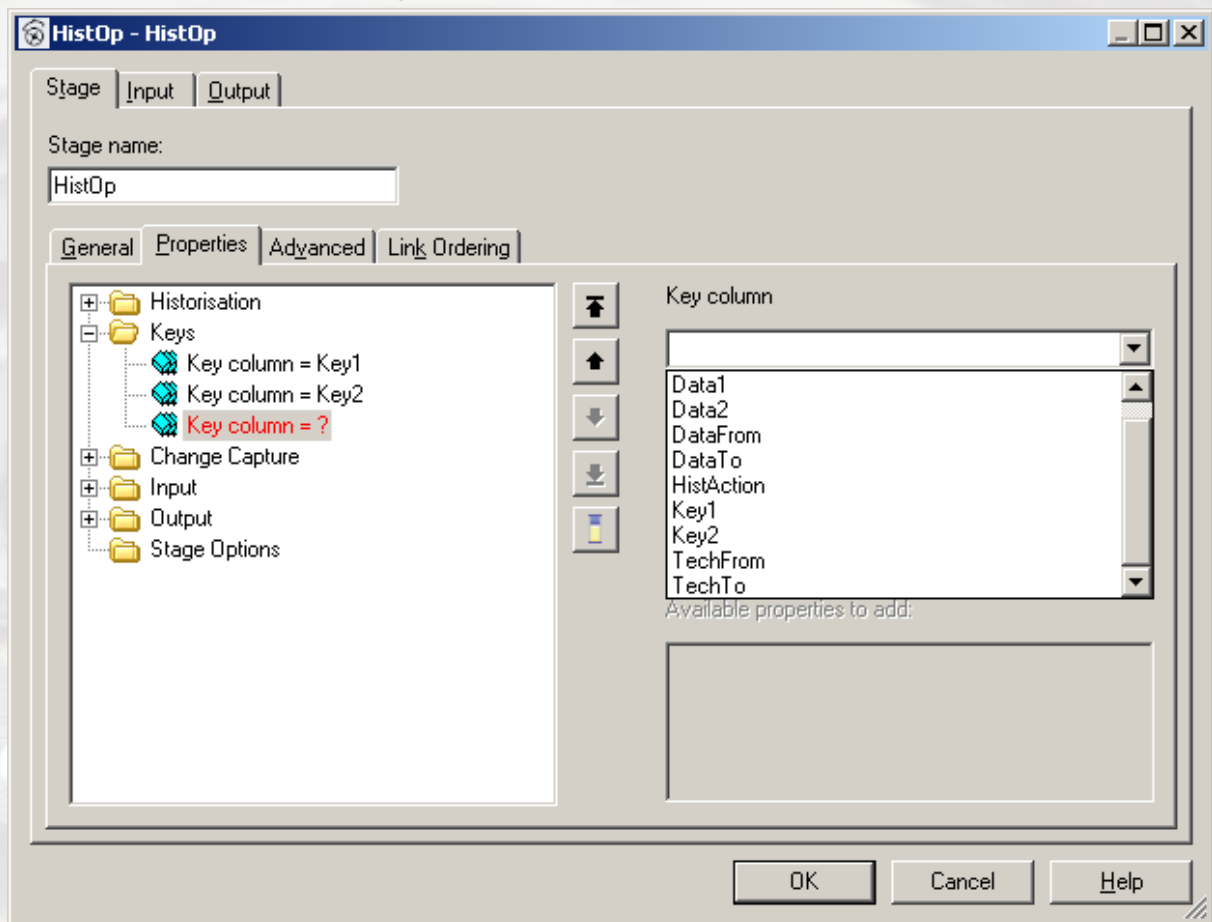 HistOp - HistOp
Stage Input Output
Stage name:
HistOp
General Properties Advanced Link Ordering
Historisation
Keys
Key column = Key1
Key column = Key2
Key column = ?
Change Capture
Input
Output
Stage Options
Key column
Data1
Data2
DataFrom
DataTo
HistAction
Key1
Key2
TechFrom
TechTo
Available properties to add:
OK Cancel Help